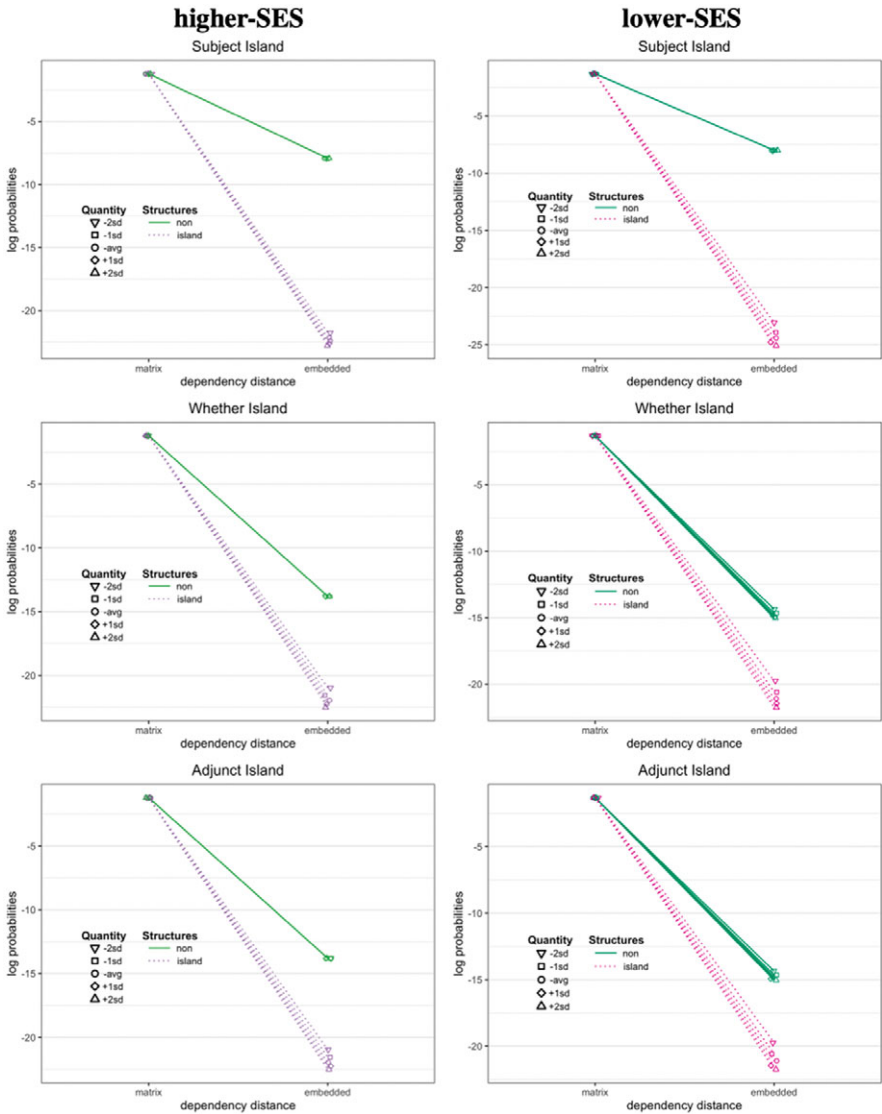 higher-SES
lower-SES
Subject Island
Subject Island
log probabilities
-5
-10
-15
-20
Quantity Structures
-2sd non
-1sd island
-avg
+1sd
+2sd
matrix embedded
dependency distance
log probabilities
-5
-10
-15
-20
-25
Quantity Structures
-2sd non
-1sd island
-avg
+1sd
+2sd
matrix embedded
dependency distance
Whether Island
Whether Island
log probabilities
-5
-10
-15
-20
Quantity Structures
-2sd non
-1sd island
-avg
+1sd
+2sd
matrix embedded
dependency distance
log probabilities
-5
-10
-15
-20
Quantity Structures
-2sd non
-1sd island
-avg
+1sd
+2sd
matrix embedded
dependency distance
Adjunct Island
Adjunct Island
log probabilities
-5
-10
-15
-20
Quantity Structures
-2sd non
-1sd island
-avg
+1sd
+2sd
matrix embedded
dependency distance
log probabilities
-5
-10
-15
-20
Quantity Structures
-2sd non
-1sd island
-avg
+1sd
+2sd
matrix embedded
dependency distance